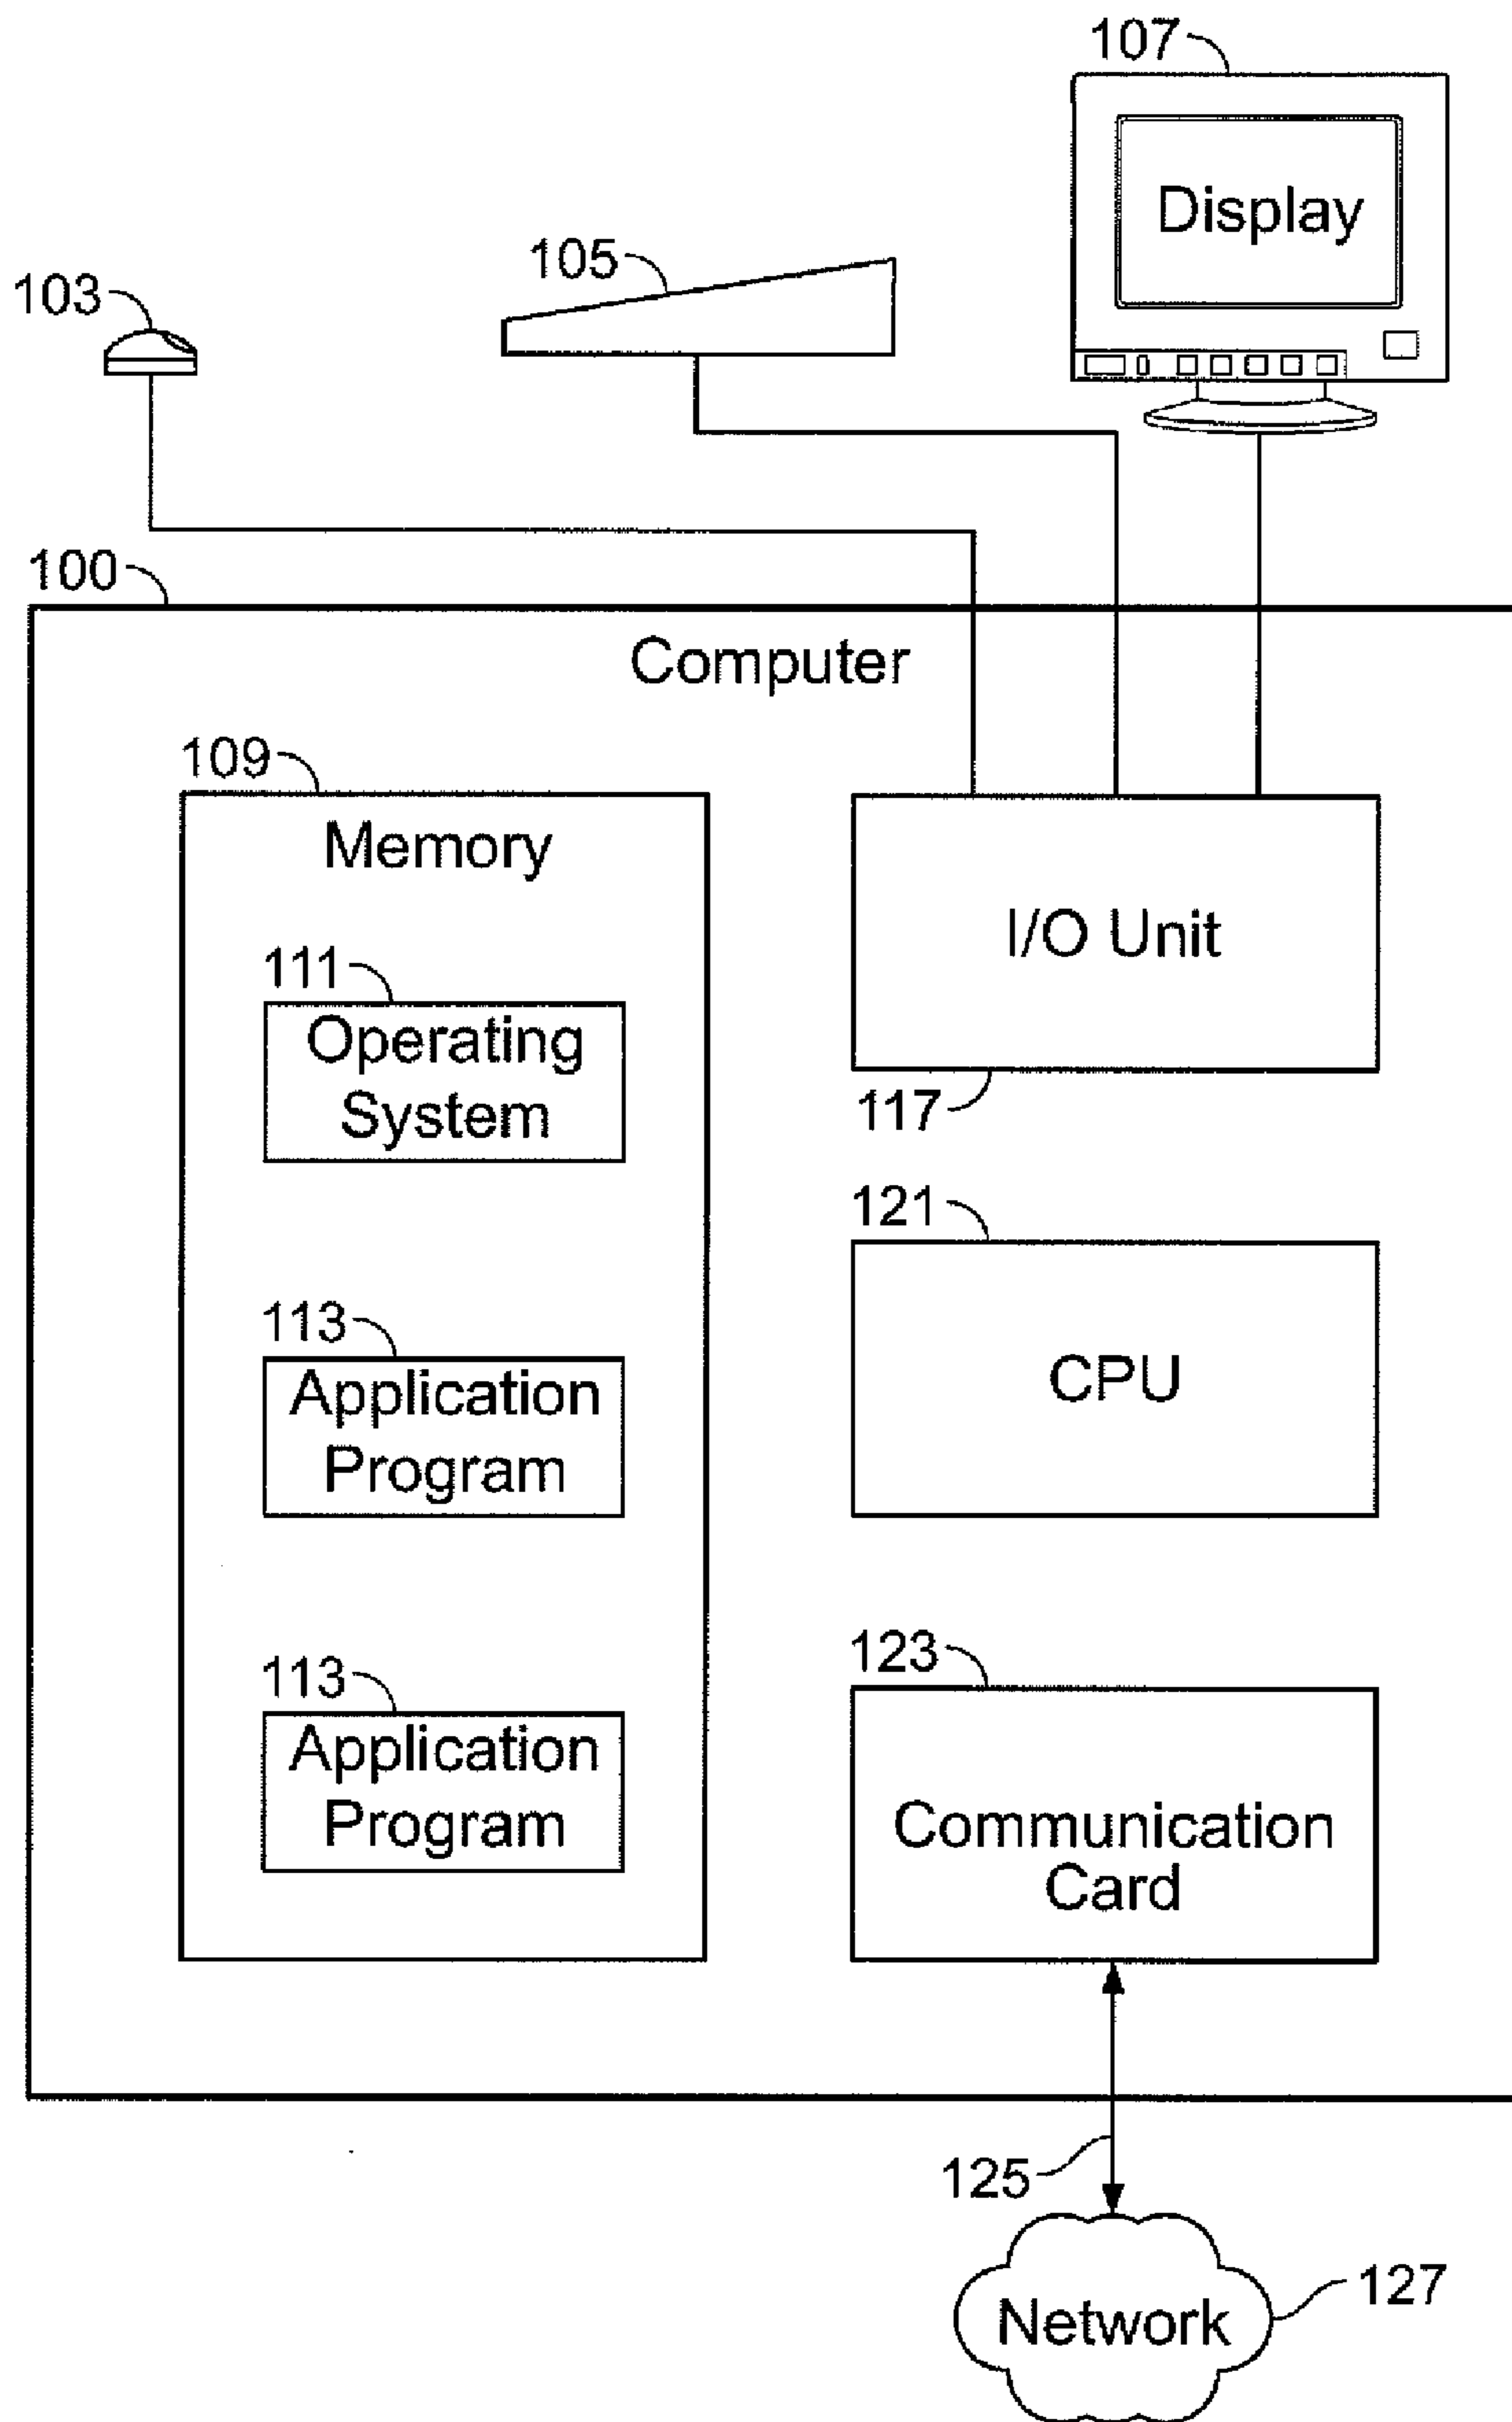 107
Display
105
103
100
Computer
109
Memory
I/O Unit
111
Operating
System
117
121
113
Application
Program
CPU
123
113
Application
Program
Communication
Card
125
127
Network